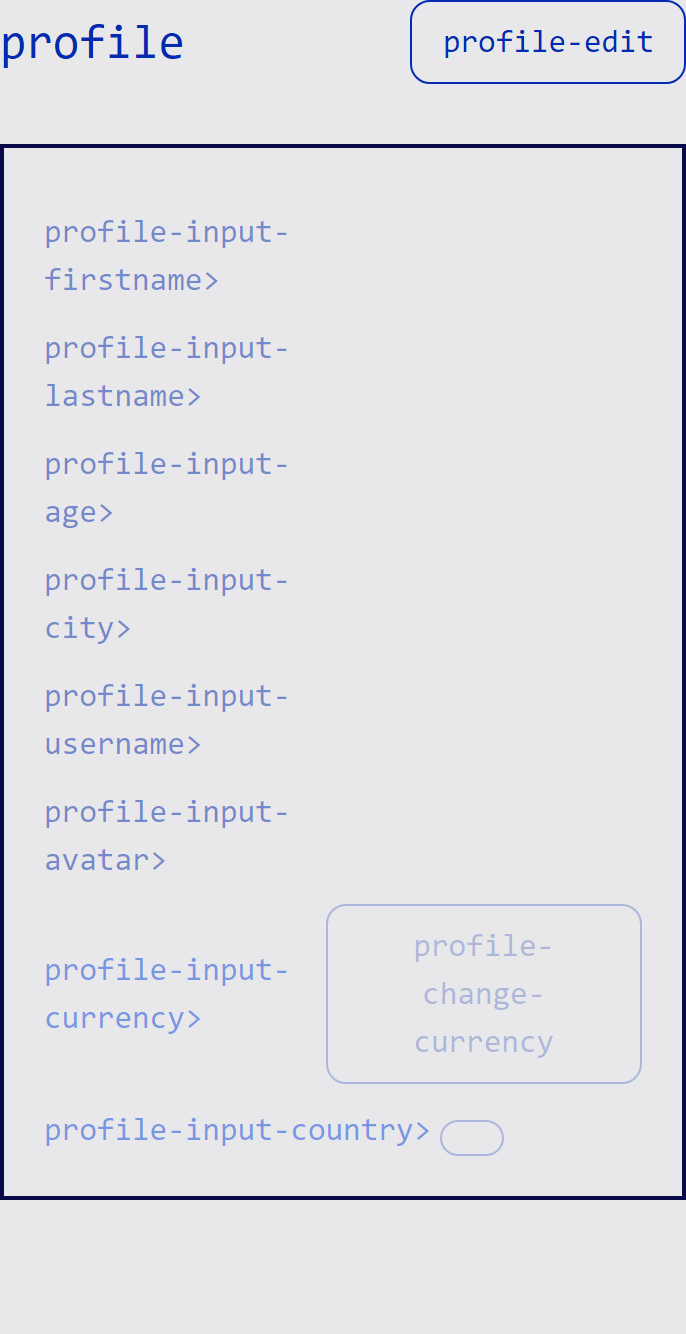 profile
profile-edit
profile-input-
firstname>
profile-input-
lastname>
profile-input-
age>
profile-input-
city>
profile-input-
username>
profile-input-
avatar>
profile-input-
currency>
profile-
change-
currency
profile-input-country>